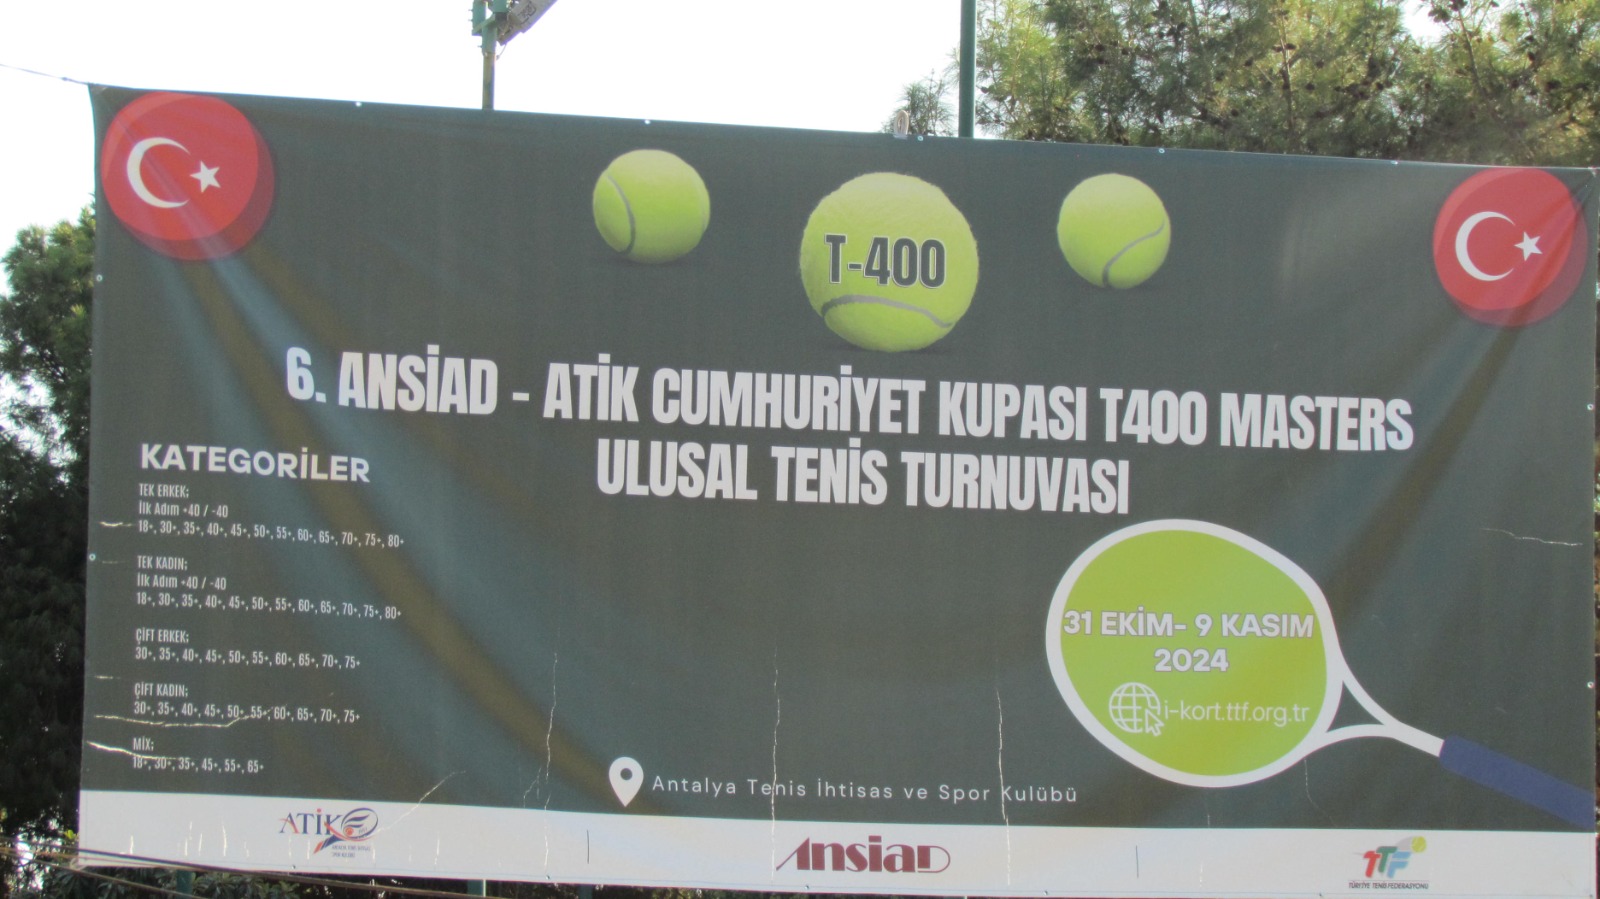 T-400
6. ANSİAD - ATİK CUMHURİYET KUPASI T400 MASTERS
ULUSAL TENİS TURNUVASI
KATEGORİLER
TEK ERKEK;
İlk Adım +40 / -40
18+, 30+, 35+, 40+, 45+, 50+, 55+, 60+, 65+, 70+, 75+, 80+
TEK KADIN;
İlk Adım +40 / -40
18+, 30+, 35+, 40+, 45+, 50+, 55+, 60+, 65+, 70+, 75+, 80+
ÇİFT ERKEK;
30+, 35+, 40+, 45+, 50+, 55+, 60+, 65+, 70+, 75+
ÇİFT KADIN;
30+, 35+, 40+, 45+, 50+, 55+, 60+, 65+, 70+, 75+
MİX;
18+, 30+, 35+, 45+, 55+, 65+
31 EKİM- 9 KASIM
2024
i-kort.ttf.org.tr
Antalya Tenis İhtisas ve Spor Kulübü
ATİK
Ansiad
TTF
TÜRKİYE TENİS FEDERASYONU